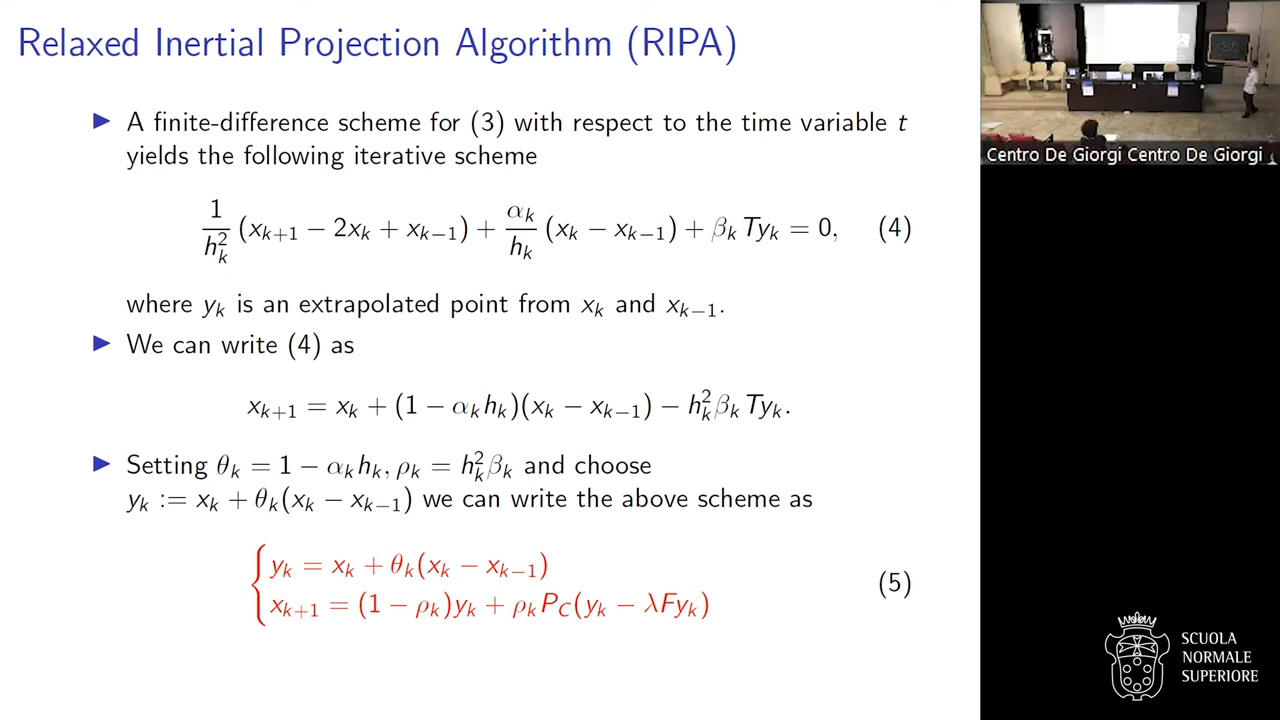 Relaxed Inertial Projection Algorithm (RIPA)
▶ A finite-difference scheme for (3) with respect to the time variable t
yields the following iterative scheme
1/h_k^2 (x_{k+1} − 2x_k + x_{k−1}) + α_k/h_k (x_k − x_{k−1}) + β_k Ty_k = 0, (4)
where y_k is an extrapolated point from x_k and x_{k−1}.
▶ We can write (4) as
x_{k+1} = x_k + (1 − α_k h_k)(x_k − x_{k−1}) − h_k^2 β_k Ty_k.
▶ Setting θ_k = 1 − α_k h_k, ρ_k = h_k^2 β_k and choose
y_k := x_k + θ_k(x_k − x_{k−1}) we can write the above scheme as
{ y_k = x_k + θ_k(x_k − x_{k−1})
x_{k+1} = (1 − ρ_k)y_k + ρ_k P_C(y_k − λFy_k) (5)
Centro De Giorgi Centro De Giorgi
SCUOLA
NORMALE
SUPERIORE